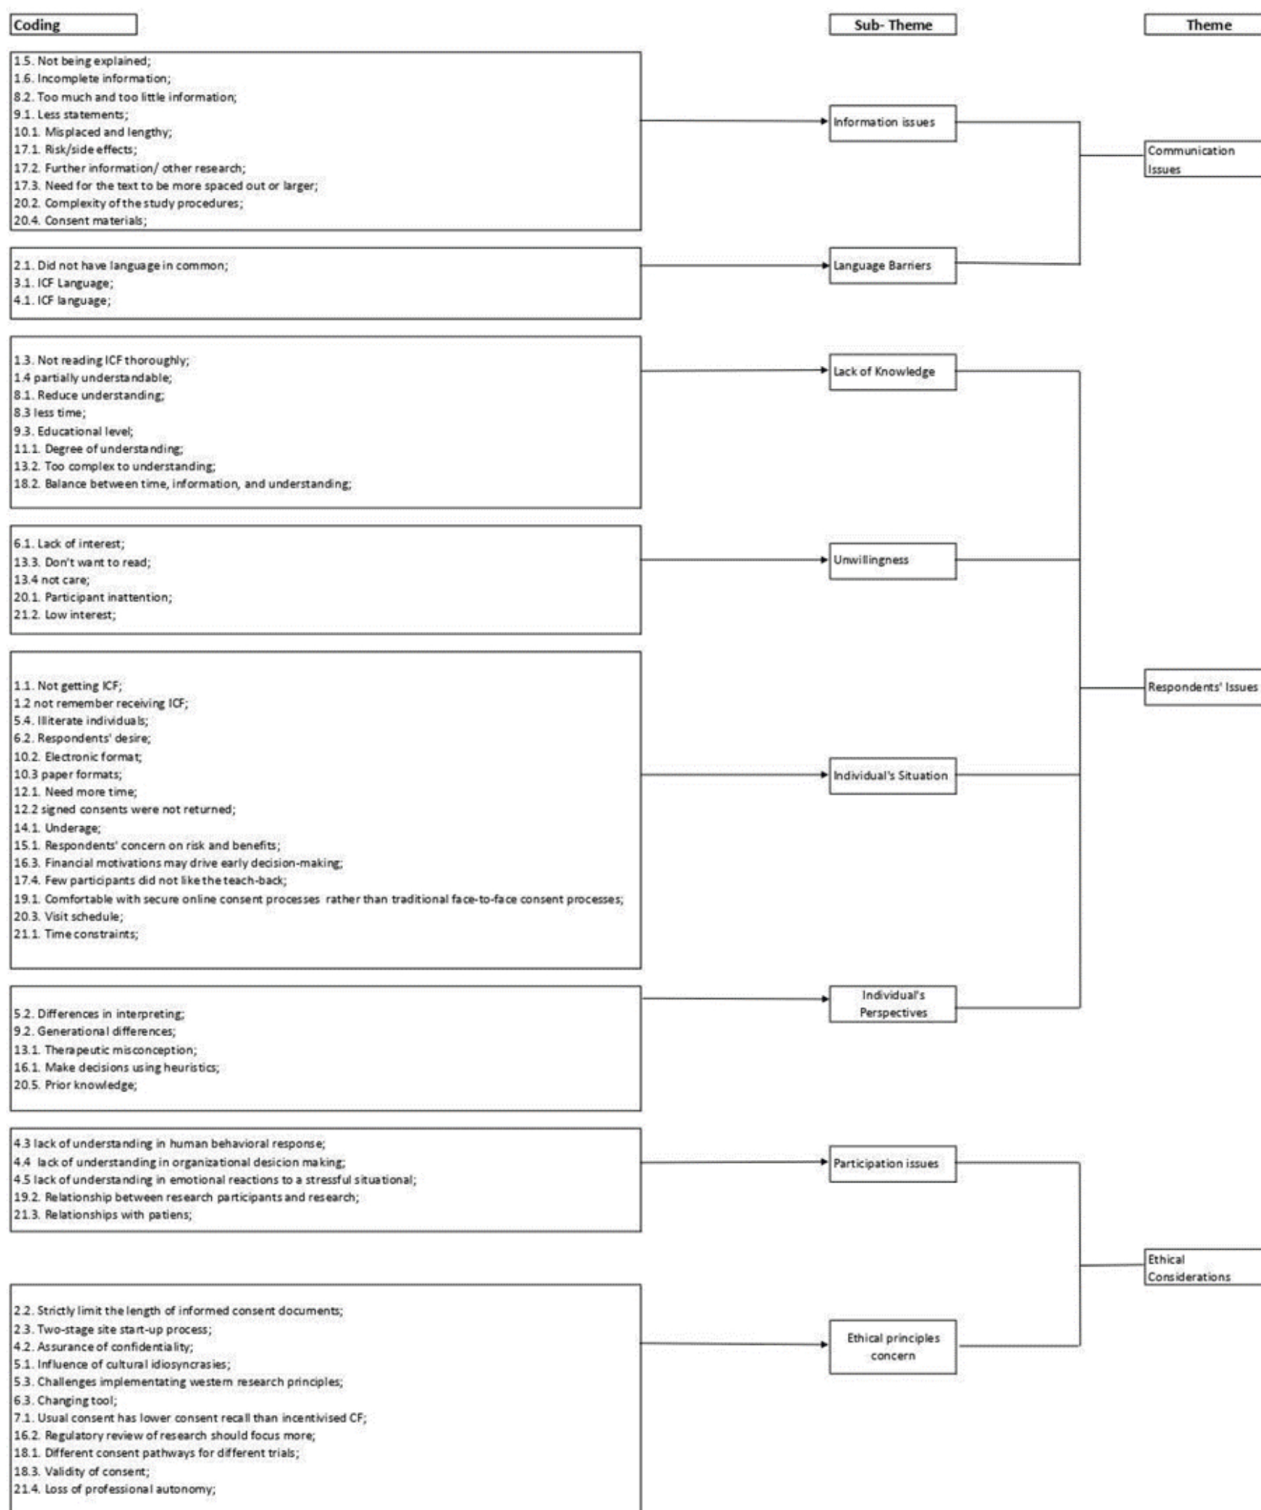 Coding
Sub- Theme
Theme
1.5. Not being explained;
1.6. Incomplete information;
8.2. Too much and too little information;
9.1. Less statements;
10.1. Misplaced and lengthy;
17.1. Risk/side effects;
17.2. Further information/ other research;
17.3. Need for the text to be more spaced out or larger;
20.2. Complexity of the study procedures;
20.4. Consent materials;
Information issues
Communication
Issues
2.1. Did not have language in common;
3.1. ICF Language;
4.1. ICF language;
Language Barriers
1.3. Not reading ICF thoroughly;
1.4 partially understandable;
8.1. Reduce understanding;
8.3 less time;
9.3. Educational level;
11.1. Degree of understanding;
13.2. Too complex to understanding;
18.2. Balance between time, information, and understanding;
Lack of Knowledge
6.1. Lack of interest;
13.3. Don't want to read;
13.4 not care;
20.1. Participant inattention;
21.2. Low interest;
Unwillingness
Respondents' Issues
1.1. Not getting ICF;
1.2 not remember receiving ICF;
5.4. Illiterate individuals;
6.2. Respondents' desire;
10.2. Electronic format;
10.3 paper formats;
12.1. Need more time;
12.2 signed consents were not returned;
14.1. Underage;
15.1. Respondents' concern on risk and benefits;
16.3. Financial motivations may drive early decision-making;
17.4. Few participants did not like the teach-back;
19.1. Comfortable with secure online consent processes rather than traditional face-to-face consent processes;
20.3. Visit schedule;
21.1. Time constraints;
Individual's Situation
5.2. Differences in interpreting;
9.2. Generational differences;
13.1. Therapeutic misconception;
16.1. Make decisions using heuristics;
20.5. Prior knowledge;
Individual's
Perspectives
4.3 lack of understanding in human behavioral response;
4.4 lack of understanding in organizational desicion making;
4.5 lack of understanding in emotional reactions to a stressful situational;
19.2. Relationship between research participants and research;
21.3. Relationships with patiens;
Participation issues
Ethical
Considerations
2.2. Strictly limit the length of informed consent documents;
2.3. Two-stage site start-up process;
4.2. Assurance of confidentiality;
5.1. Influence of cultural idiosyncrasies;
5.3. Challenges implementating western research principles;
6.3. Changing tool;
7.1. Usual consent has lower consent recall than incentivised CF;
16.2. Regulatory review of research should focus more;
18.1. Different consent pathways for different trials;
18.3. Validity of consent;
21.4. Loss of professional autonomy;
Ethical principles
concern